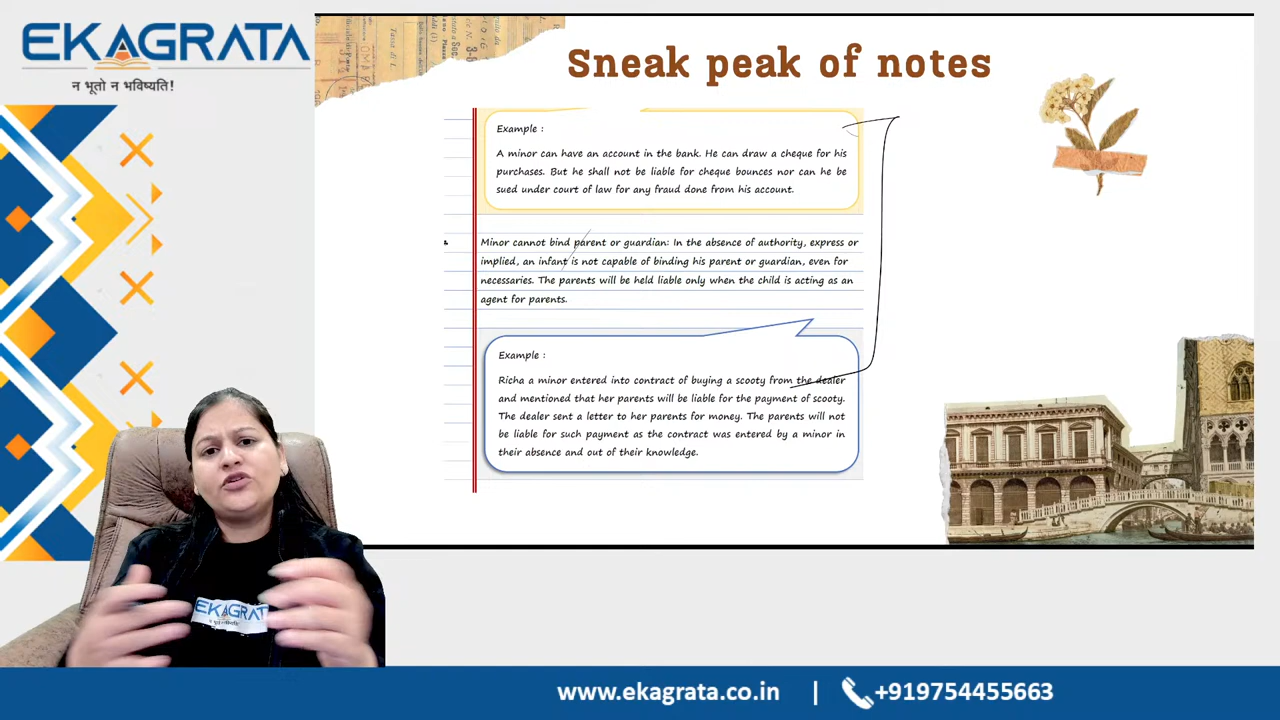 EKAGRATA
न भूतो न भविष्यति!
Sneak peak of notes
Example :
A minor can have an account in the bank. He can draw a cheque for his
purchases. But he shall not be liable for cheque bounces nor can he be
sued under court of law for any fraud done from his account.
Minor cannot bind parent or guardian: In the absence of authority, express or
implied, an infant is not capable of binding his parent or guardian, even for
necessaries. The parents will be held liable only when the child is acting as an
agent for parents.
Example :
Richa a minor entered into contract of buying a scooty from the dealer
and mentioned that her parents will be liable for the payment of scooty.
The dealer sent a letter to her parents for money. The parents will not
be liable for such payment as the contract was entered by a minor in
their absence and out of their knowledge.
EKAGRATA
www.ekagrata.co.in | +919754455663